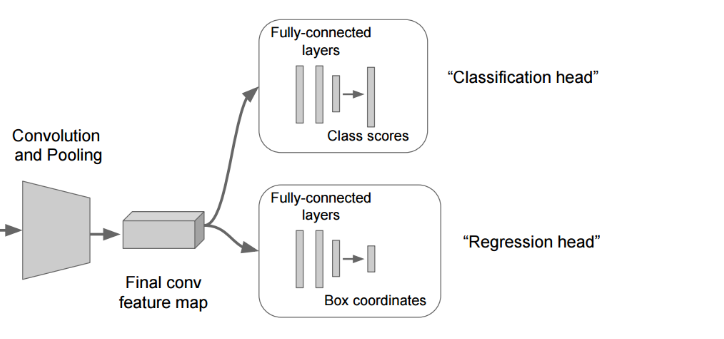 Convolution
and Pooling
Final conv
feature map
Fully-connected
layers
Class scores
“Classification head”
Fully-connected
layers
Box coordinates
“Regression head”